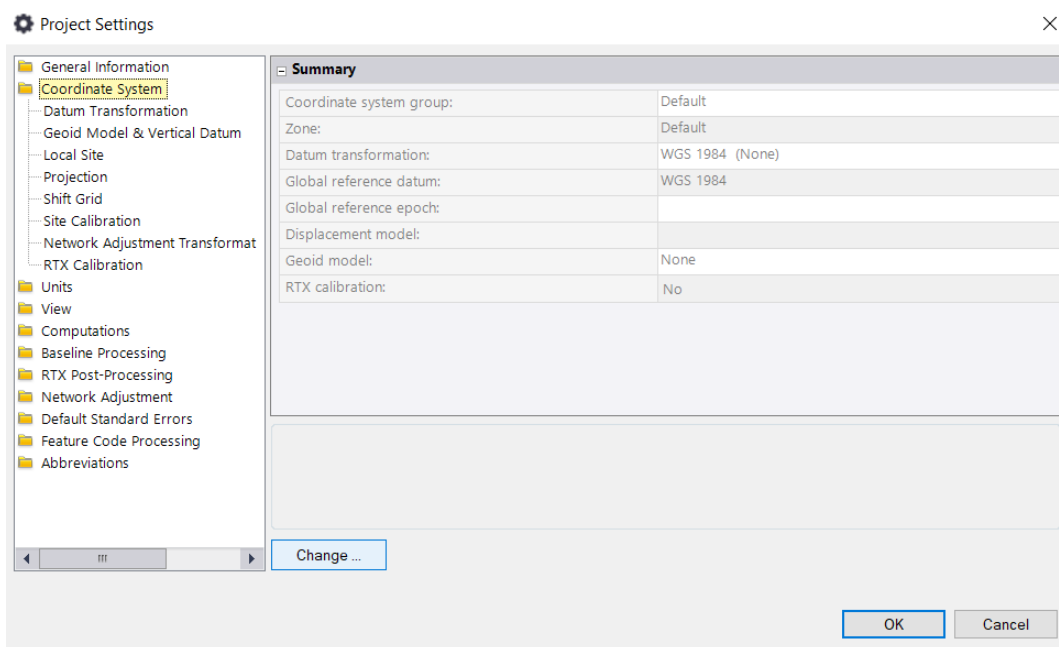 Project Settings
General Information
Coordinate System
Datum Transformation
Geoid Model & Vertical Datum
Local Site
Projection
Shift Grid
Site Calibration
Network Adjustment Transformat
RTX Calibration
Units
View
Computations
Baseline Processing
RTX Post-Processing
Network Adjustment
Default Standard Errors
Feature Code Processing
Abbreviations
Summary
Coordinate system group: Default
Zone: Default
Datum transformation: WGS 1984 (None)
Global reference datum: WGS 1984
Global reference epoch:
Displacement model:
Geoid model: None
RTX calibration: No
Change ...
OK Cancel